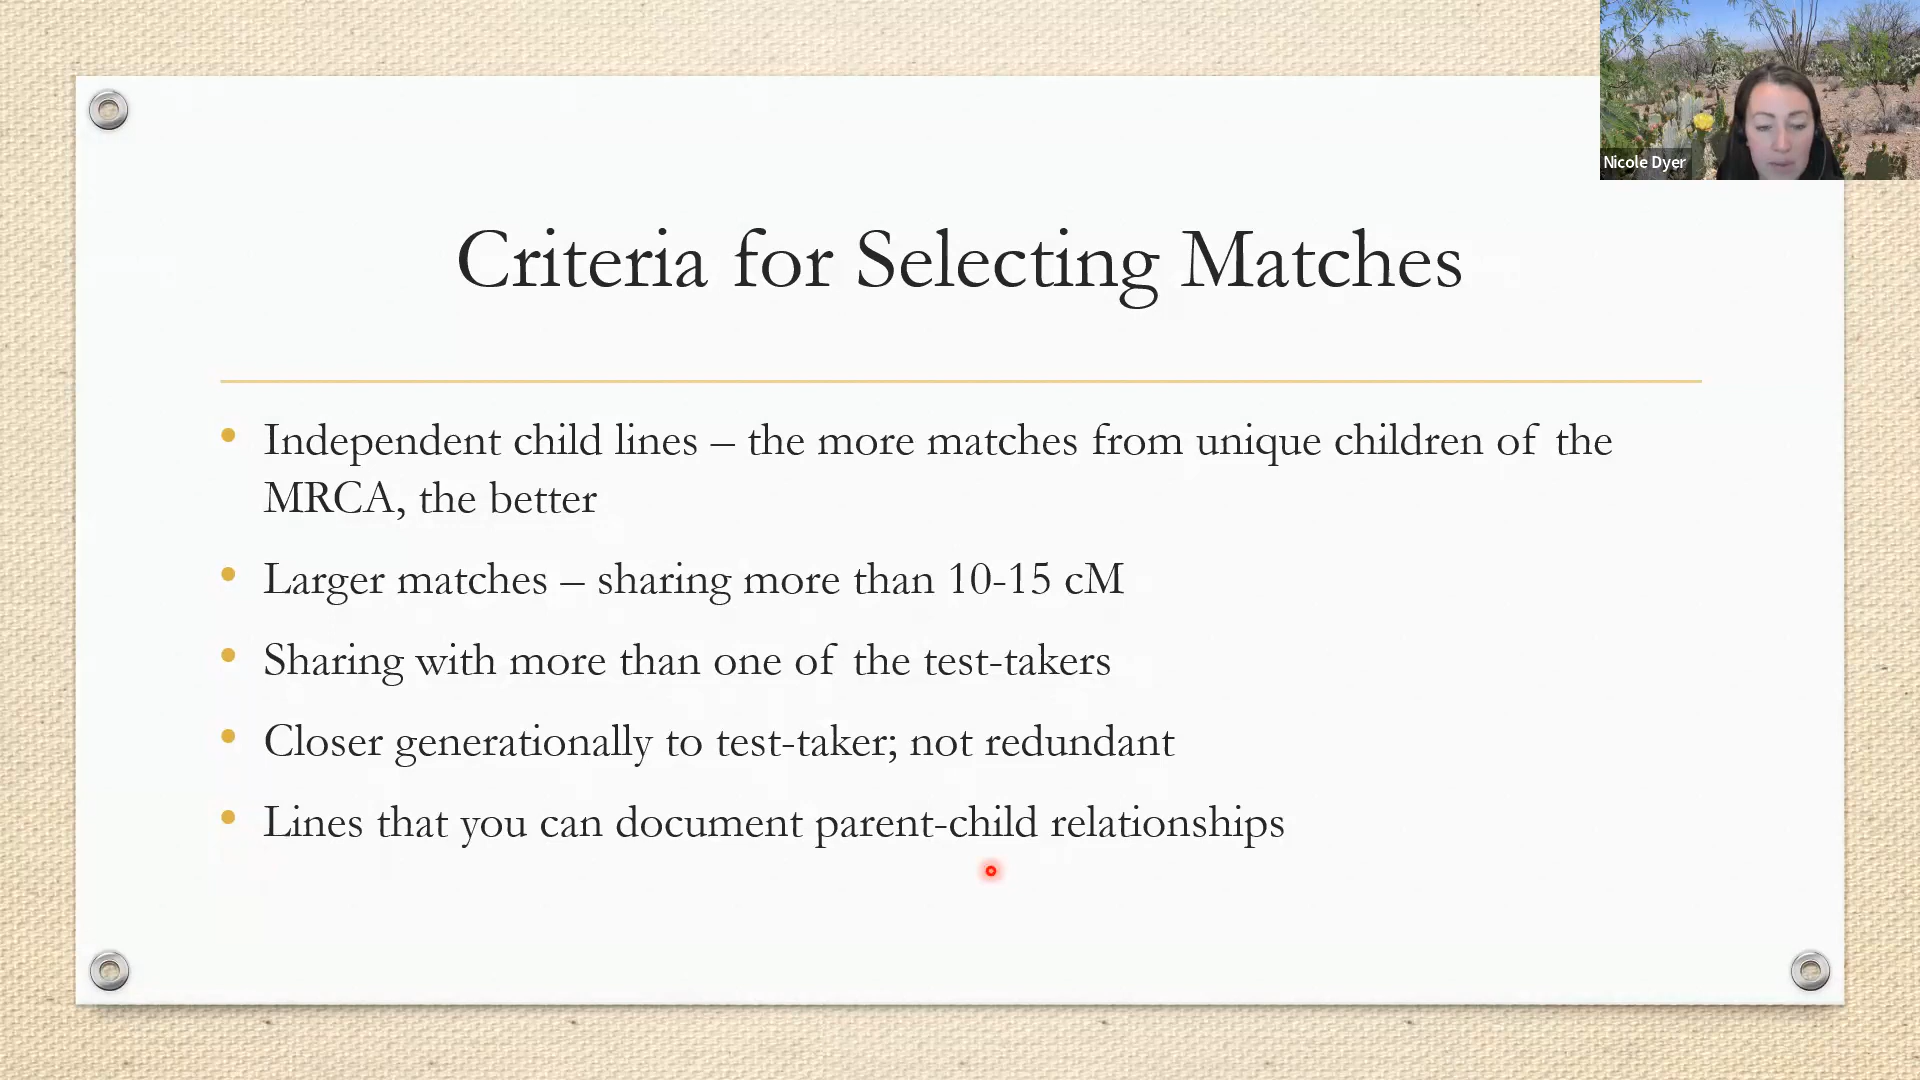 Nicole Dyer
Criteria for Selecting Matches
• Independent child lines – the more matches from unique children of the
MRCA, the better
• Larger matches – sharing more than 10-15 cM
• Sharing with more than one of the test-takers
• Closer generationally to test-taker; not redundant
• Lines that you can document parent-child relationships